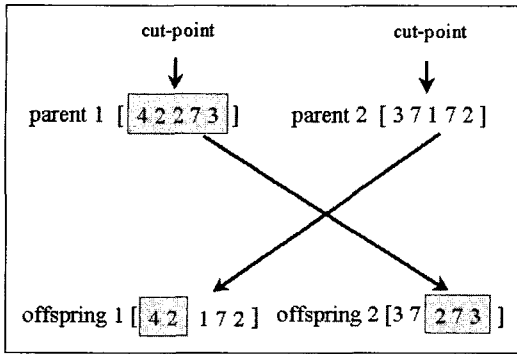 cut-point cut-point
parent 1 [ 4 2 2 7 3 ] parent 2 [ 3 7 1 7 2 ]
offspring 1 [ 4 2 1 7 2 ] offspring 2 [ 3 7 2 7 3 ]